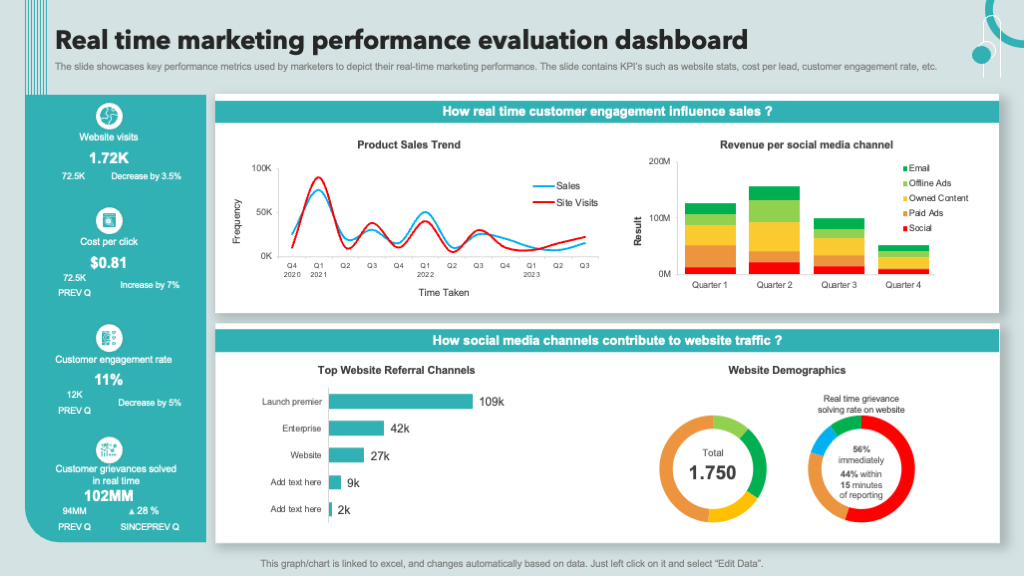 Real time marketing performance evaluation dashboard
The slide showcases key performance metrics used by marketers to depict their real-time marketing performance. The slide contains KPI's such as website stats, cost per lead, customer engagement rate, etc.
Website visits
1.72K
72.5K Decrease by 3.5%
Cost per click
$0.81
72.5K
PREV Q
Increase by 7%
Customer engagement rate
11%
12K
PREV Q
Decrease by 5%
Customer grievances solved
in real time
102MM
94MM ▲28 %
PREV Q SINCEPREV Q
How real time customer engagement influence sales ?
Product Sales Trend
Frequency
100K
50K
0K
Sales
Site Visits
Q4 Q1 Q2 Q3 Q4 Q1 Q2 Q3 Q4 Q1 Q2 Q3
2020 2021 2022 2023
Time Taken
Revenue per social media channel
Result
200M
100M
0M
Email
Offline Ads
Owned Content
Paid Ads
Social
Quarter 1 Quarter 2 Quarter 3 Quarter 4
How social media channels contribute to website traffic ?
Top Website Referral Channels
Launch premier 109k
Enterprise 42k
Website 27k
Add text here 9k
Add text here 2k
Website Demographics
Total
1.750
Real time grievance
solving rate on website
56%
immediately
44% within
15 minutes
of reporting
This graph/chart is linked to excel, and changes automatically based on data. Just left click on it and select "Edit Data".